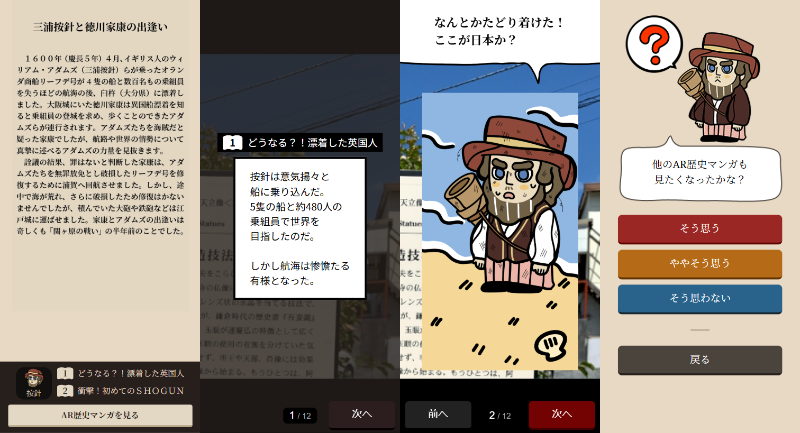 三浦按針と徳川家康の出逢い
１６００年（慶長５年）４月、イギリス人のウィ
リアム・アダムズ（三浦按針）らが乗ったオラン
ダ商船リーフデ号が４隻の船と数百名もの乗組員
を失うほどの航海の後、臼杵（大分県）に漂着し
ました。大阪城にいた徳川家康は異国船漂着を知
ると乗組員の登城を求め、歩くことのできたアダ
ムズらが連行されます。アダムズたちを海賊だと
疑った家康でしたが、航路や世界の情勢について
真摯に述べるアダムズの力量を見抜きます。
詮議の結果、罪はないと判断した家康は、アダ
ムズたちを無罪放免とし破損したリーフデ号を修
復するために浦賀へ回航させました。しかし、途
中で海が荒れ、さらに破損したため修復はかない
ませんでしたが、積んでいた大砲や鉄砲などは江
戸城に運ばせました。家康とアダムズの出逢いは
奇しくも「関ヶ原の戦い」の半年前のことでした。
按針
1 どうなる？！漂着した英国人
2 衝撃！初めてのＳＨＯＧＵＮ
AR歴史マンガを見る
1 どうなる？！漂着した英国人
按針は意気揚々と
船に乗り込んだ。
5隻の船と約480人の
乗組員で世界を
目指したのだ。
しかし航海は惨憺たる
有様となった。
1 / 12
次へ
なんとかたどり着けた！
ここが日本か？
前へ
2 / 12
次へ
?
他のAR歴史マンガも
見たくなったかな？
そう思う
ややそう思う
そう思わない
戻る